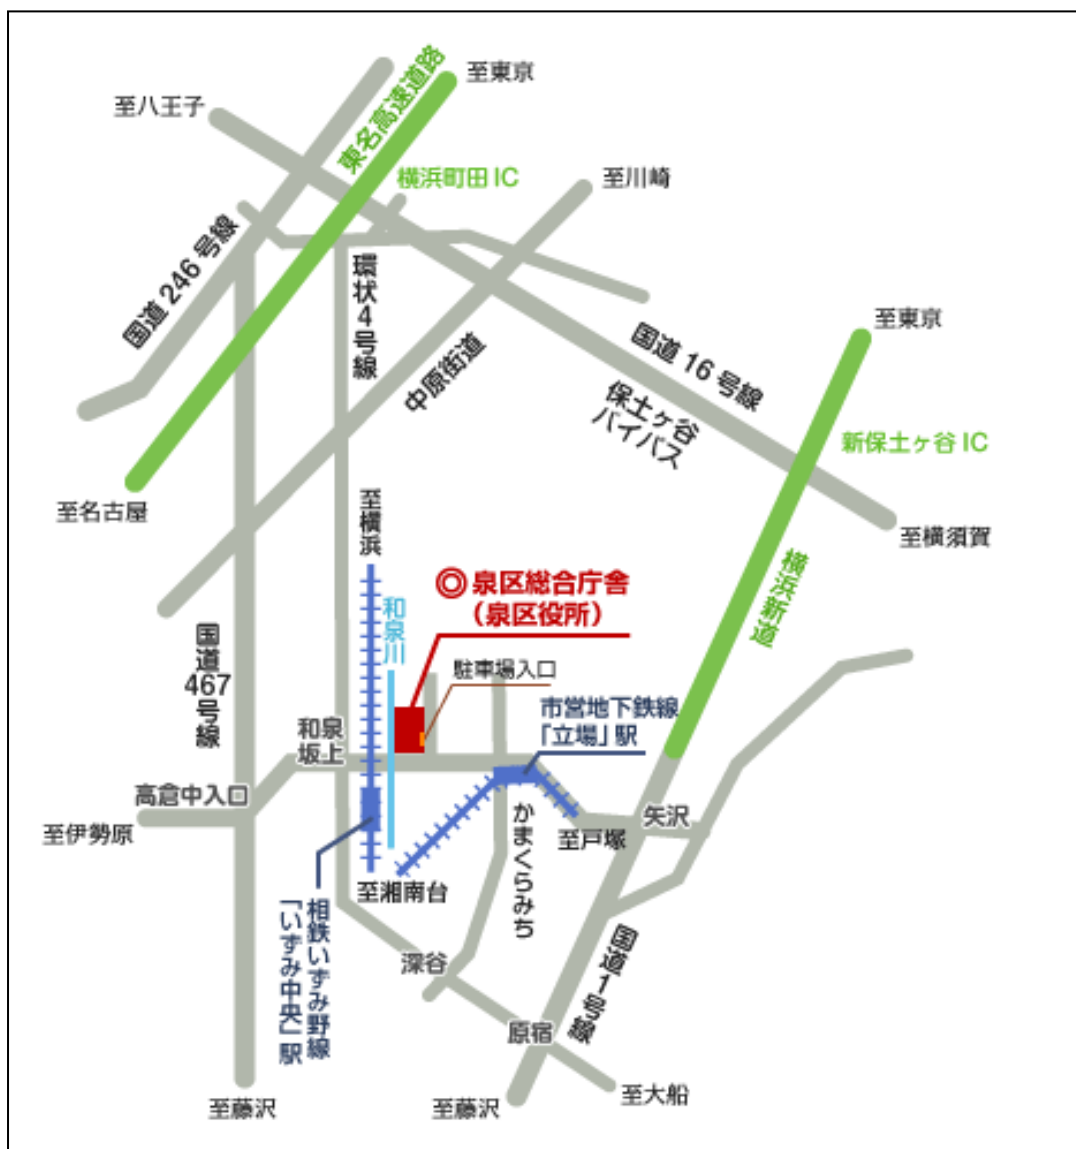 至東京
至八王子
東名高速道路
横浜町田 IC
至川崎
国道 246 号線
環状4号線
至東京
国道 16 号線
中原街道
保土ヶ谷
バイパス
新保土ヶ谷 IC
至名古屋
至横浜
至横須賀
横浜新道
◎ 泉区総合庁舎
（泉区役所）
和泉川
国道467号線
駐車場入口
市営地下鉄線
「立場」駅
和泉
坂上
高倉中入口
至伊勢原
かまくらみち
矢沢
至戸塚
至湘南台
相鉄いずみ野線
「いずみ中央」駅
深谷
国道1号線
原宿
至藤沢
至藤沢
至大船